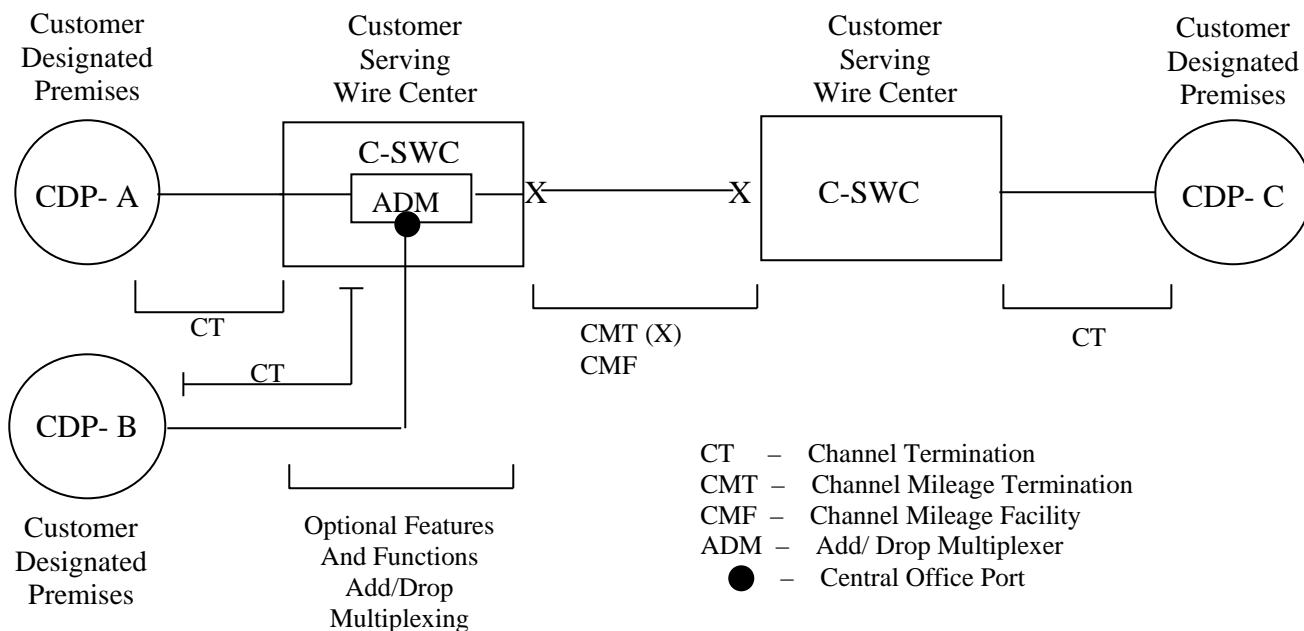 Customer
Designated
Premises
Customer
Serving
Wire Center
Customer
Serving
Wire Center
Customer
Designated
Premises
CDP- A
C-SWC
ADM
X
X
C-SWC
CDP- C
CT
CMT (X)
CMF
CT
CT
CDP- B
Customer
Designated
Premises
Optional Features
And Functions
Add/Drop
Multiplexing
CT – Channel Termination
CMT – Channel Mileage Termination
CMF – Channel Mileage Facility
ADM – Add/ Drop Multiplexer
– Central Office Port